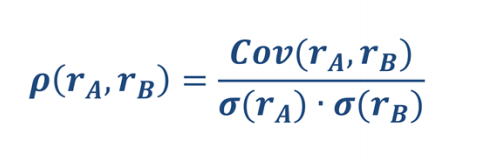 ρ(r_A, r_B) = Cov(r_A, r_B) / σ(r_A) · σ(r_B)